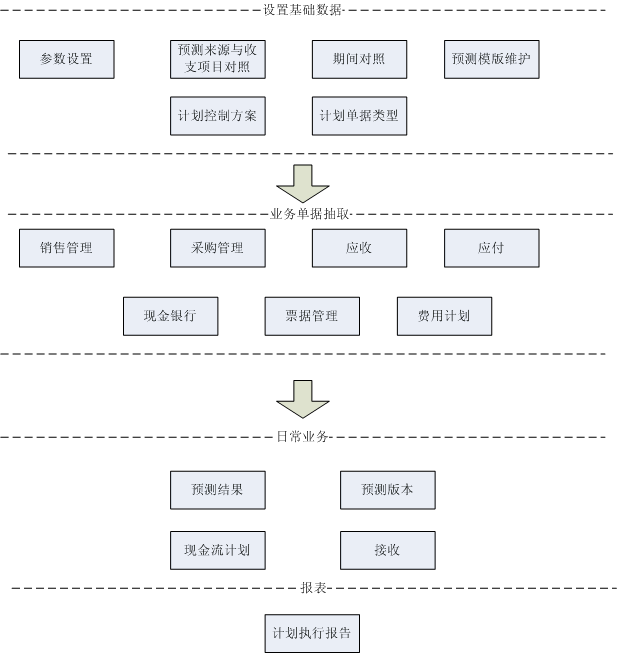 设置基础数据
参数设置
预测来源与收
支项目对照
期间对照
预测模版维护
计划控制方案
计划单据类型
业务单据抽取
销售管理
采购管理
应收
应付
现金银行
票据管理
费用计划
日常业务
预测结果
预测版本
现金流计划
接收
报表
计划执行报告